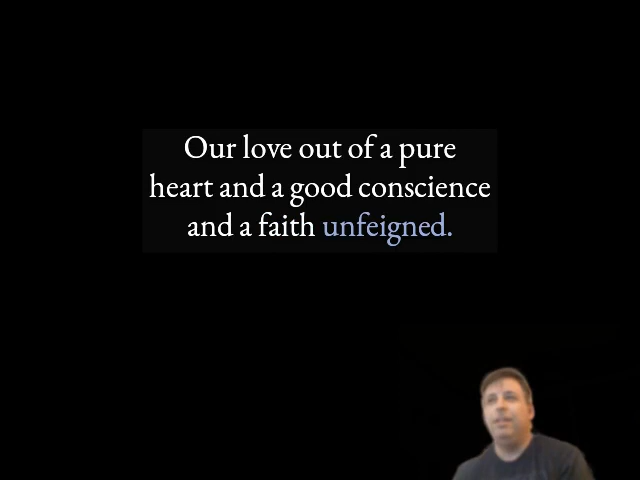 Our love out of a pure
heart and a good conscience
and a faith unfeigned.